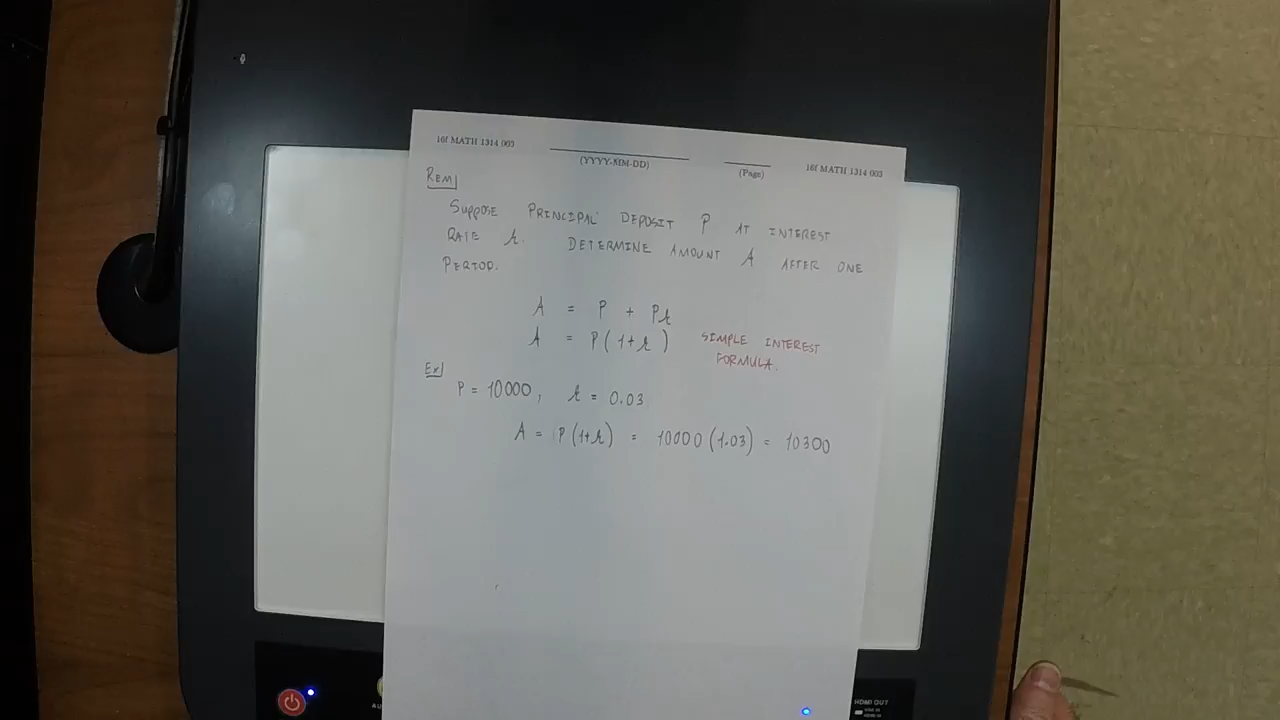 16f MATH 1314 003
(YYYY-MM-DD)
(Page)
16f MATH 1314 003
REM
SUPPOSE PRINCIPAL DEPOSIT P AT INTEREST
RATE r. DETERMINE AMOUNT A AFTER ONE
PERIOD.
A = P + Pr
A = P(1+r) SIMPLE INTEREST
FORMULA.
EX
P = 10000, r = 0.03
A = P(1+r) = 10000(1.03) = 10300
HDMI OUT